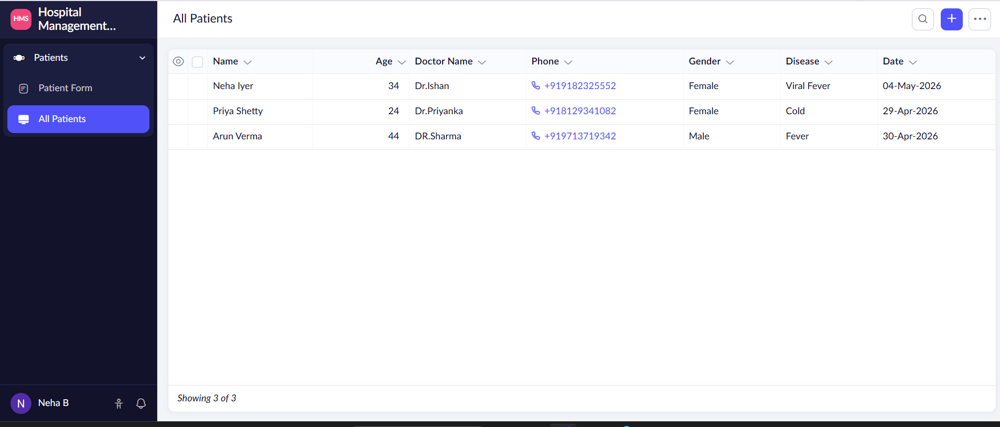 HMS
Hospital
Management...
Patients
Patient Form
All Patients
Neha B
N
All Patients
Name Age Doctor Name Phone Gender Disease Date
Neha Iyer 34 Dr.Ishan +919182325552 Female Viral Fever 04-May-2026
Priya Shetty 24 Dr.Priyanka +918129341082 Female Cold 29-Apr-2026
Arun Verma 44 DR.Sharma +919713719342 Male Fever 30-Apr-2026
Showing 3 of 3